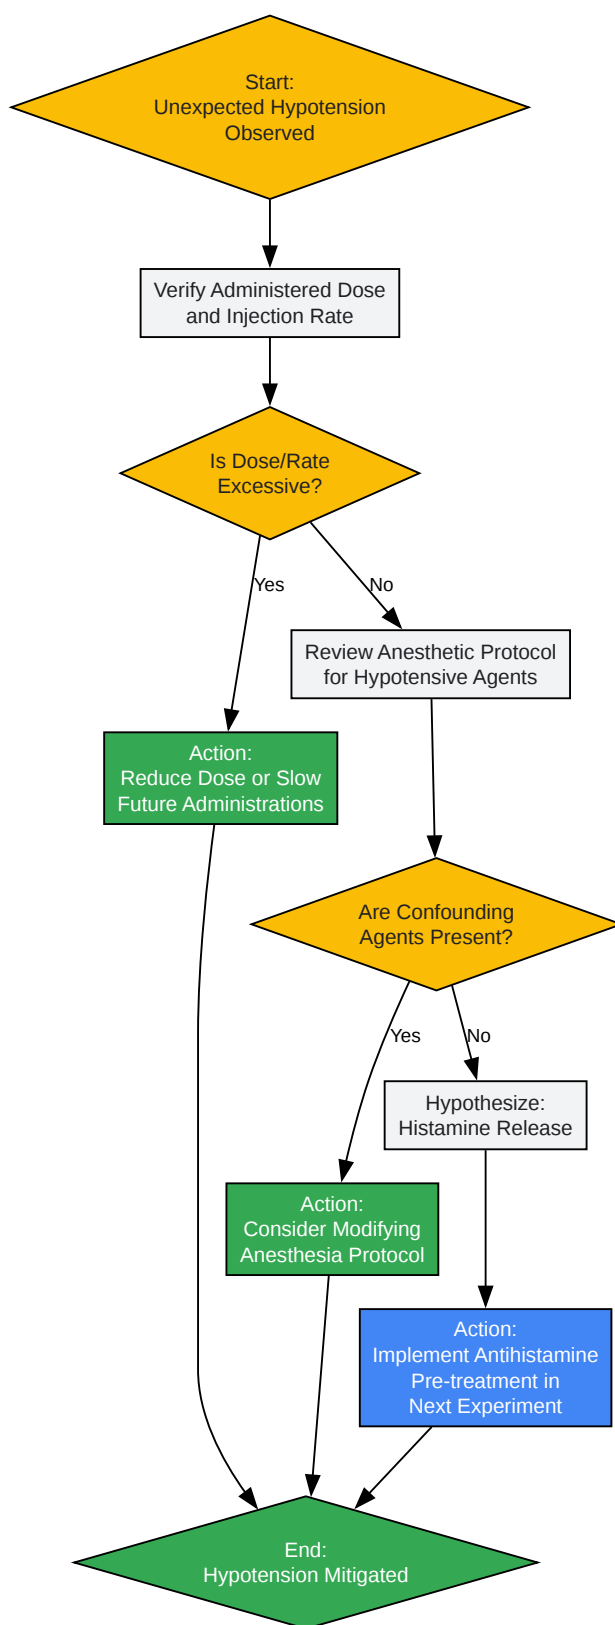 Start:
Unexpected Hypotension
Observed
Verify Administered Dose
and Injection Rate
Is Dose/Rate
Excessive?
Yes
No
Review Anesthetic Protocol
for Hypotensive Agents
Action:
Reduce Dose or Slow
Future Administrations
Are Confounding
Agents Present?
Yes
No
Hypothesize:
Histamine Release
Action:
Consider Modifying
Anesthesia Protocol
Action:
Implement Antihistamine
Pre-treatment in
Next Experiment
End:
Hypotension Mitigated